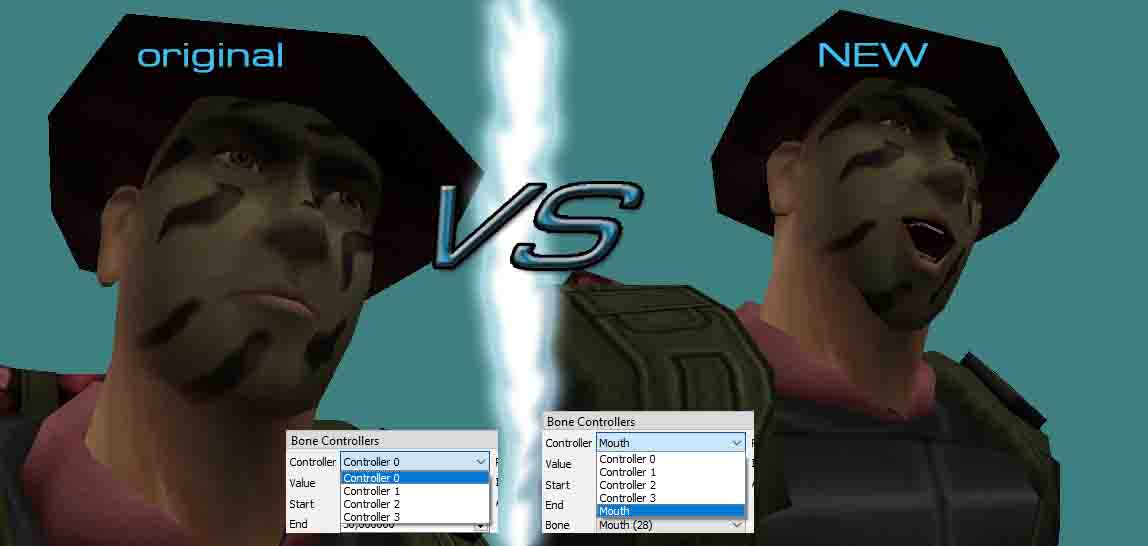 original
NEW
VS
Bone Controllers
Controller Controller 0
Controller 0
Value Controller 1
Start Controller 2
Controller 3
End
Bone Controllers
Controller Mouth
Controller 0
Value Controller 1
Start Controller 2
End Controller 3
Mouth
Bone Mouth (28)